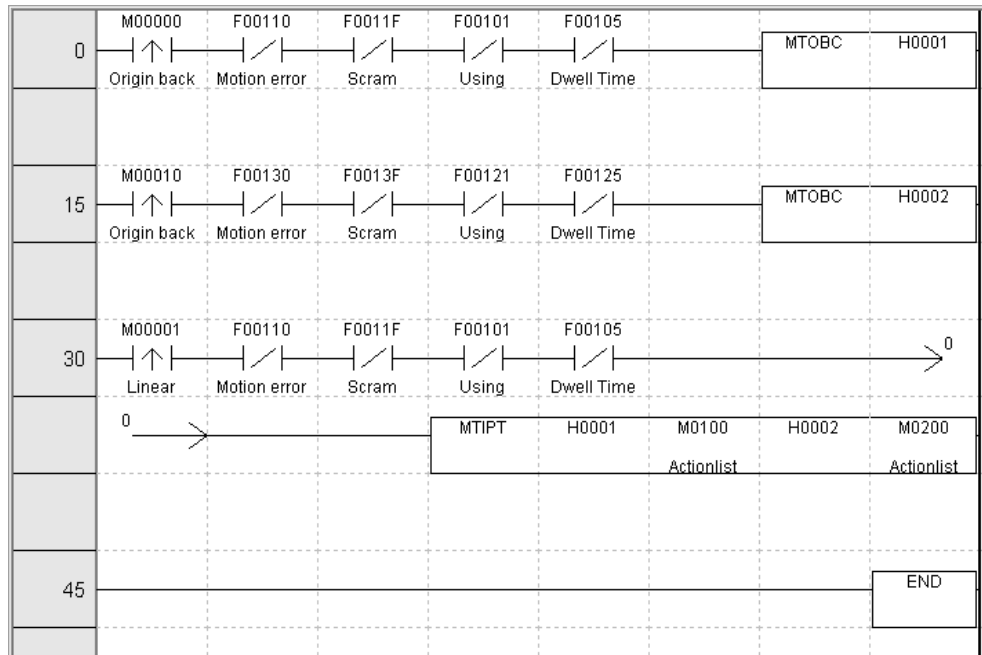 M00000 F00110 F0011F F00101 F00105
0 MTOBC H0001
Origin back Motion error Scram Using Dwell Time
M00010 F00130 F0013F F00121 F00125
15 MTOBC H0002
Origin back Motion error Scram Using Dwell Time
M00001 F00110 F0011F F00101 F00105
30 0
Linear Motion error Scram Using Dwell Time
0 MTIPT H0001 M0100 H0002 M0200
Actionlist Actionlist
45 END